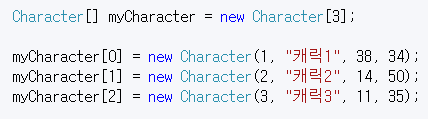 Character[] myCharacter = new Character[3];
myCharacter[0] = new Character(1, "캐릭1", 38, 34);
myCharacter[1] = new Character(2, "캐릭2", 14, 50);
myCharacter[2] = new Character(3, "캐릭3", 11, 35);